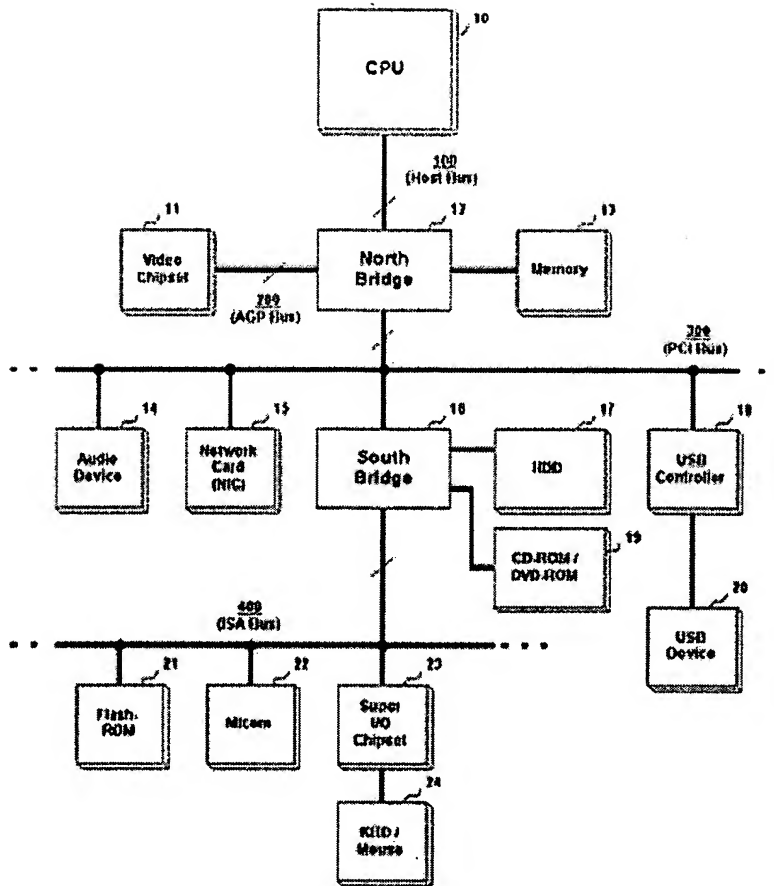 10
CPU
100
(Host Bus)
11
12
13
Video
Chipset
North
Bridge
Memory
200
(AGP Bus)
300
(PCI Bus)
14
15
16
17
18
Audio
Device
Network
Card
(NIC)
South
Bridge
HDD
USB
Controller
19
CD-ROM /
DVD-ROM
400
(ISA Bus)
20
USB
Device
21
22
23
Flash-
ROM
Micom
Super
I/O
Chipset
24
KBD /
Mouse